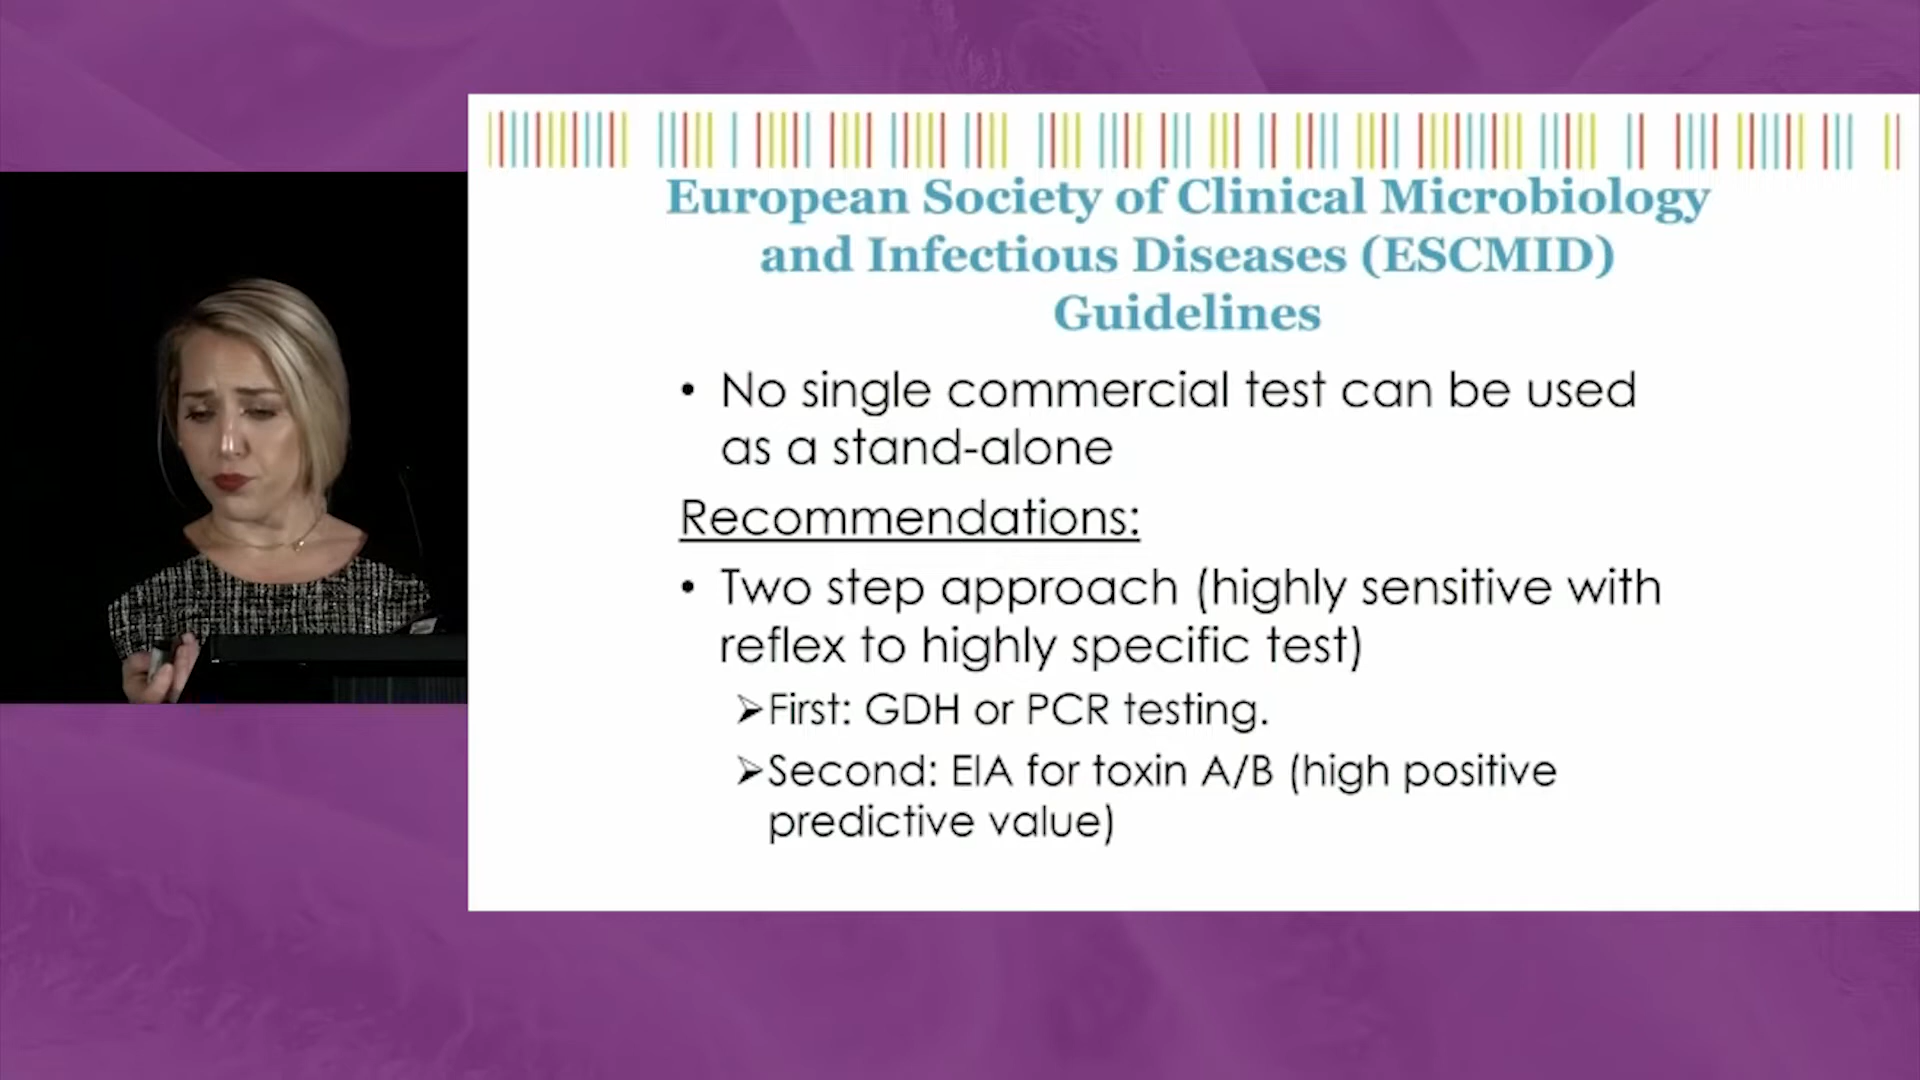 European Society of Clinical Microbiology
and Infectious Diseases (ESCMID)
Guidelines
• No single commercial test can be used
as a stand-alone
Recommendations:
• Two step approach (highly sensitive with
reflex to highly specific test)
➢First: GDH or PCR testing.
➢Second: EIA for toxin A/B (high positive
predictive value)